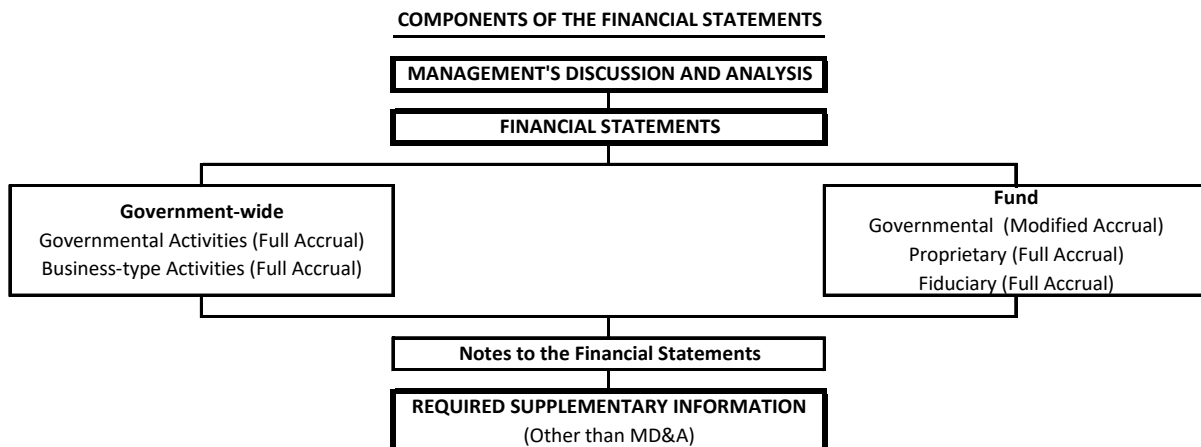 COMPONENTS OF THE FINANCIAL STATEMENTS
MANAGEMENT'S DISCUSSION AND ANALYSIS
FINANCIAL STATEMENTS
Government-wide
Governmental Activities (Full Accrual)
Business-type Activities (Full Accrual)
Fund
Governmental (Modified Accrual)
Proprietary (Full Accrual)
Fiduciary (Full Accrual)
Notes to the Financial Statements
REQUIRED SUPPLEMENTARY INFORMATION
(Other than MD&A)